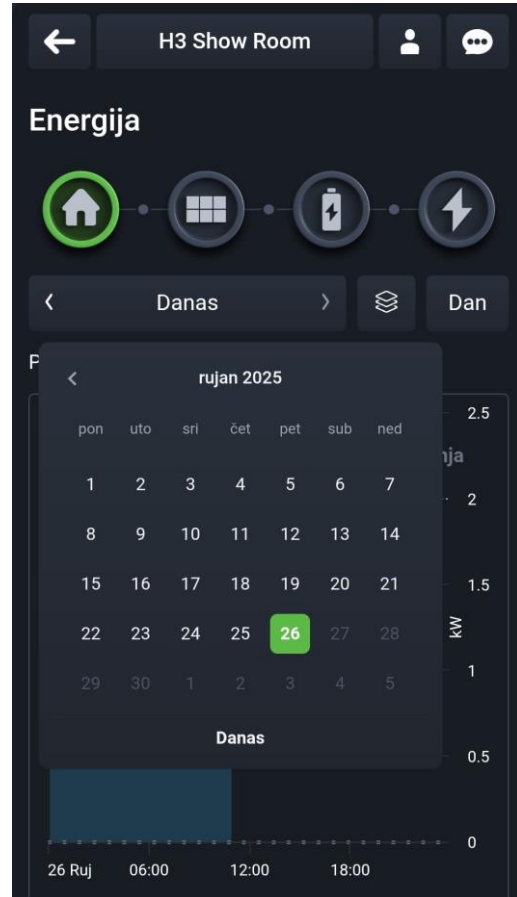 H3 Show Room
Energija
Danas
Dan
P
rujan 2025
pon uto sri čet pet sub ned
1 2 3 4 5 6 7
8 9 10 11 12 13 14
15 16 17 18 19 20 21
22 23 24 25 26 27 28
29 30 1 2 3 4 5
Danas
nja
2.5
2
1.5
kW
1
0.5
0
26 Ruj 06:00 12:00 18:00